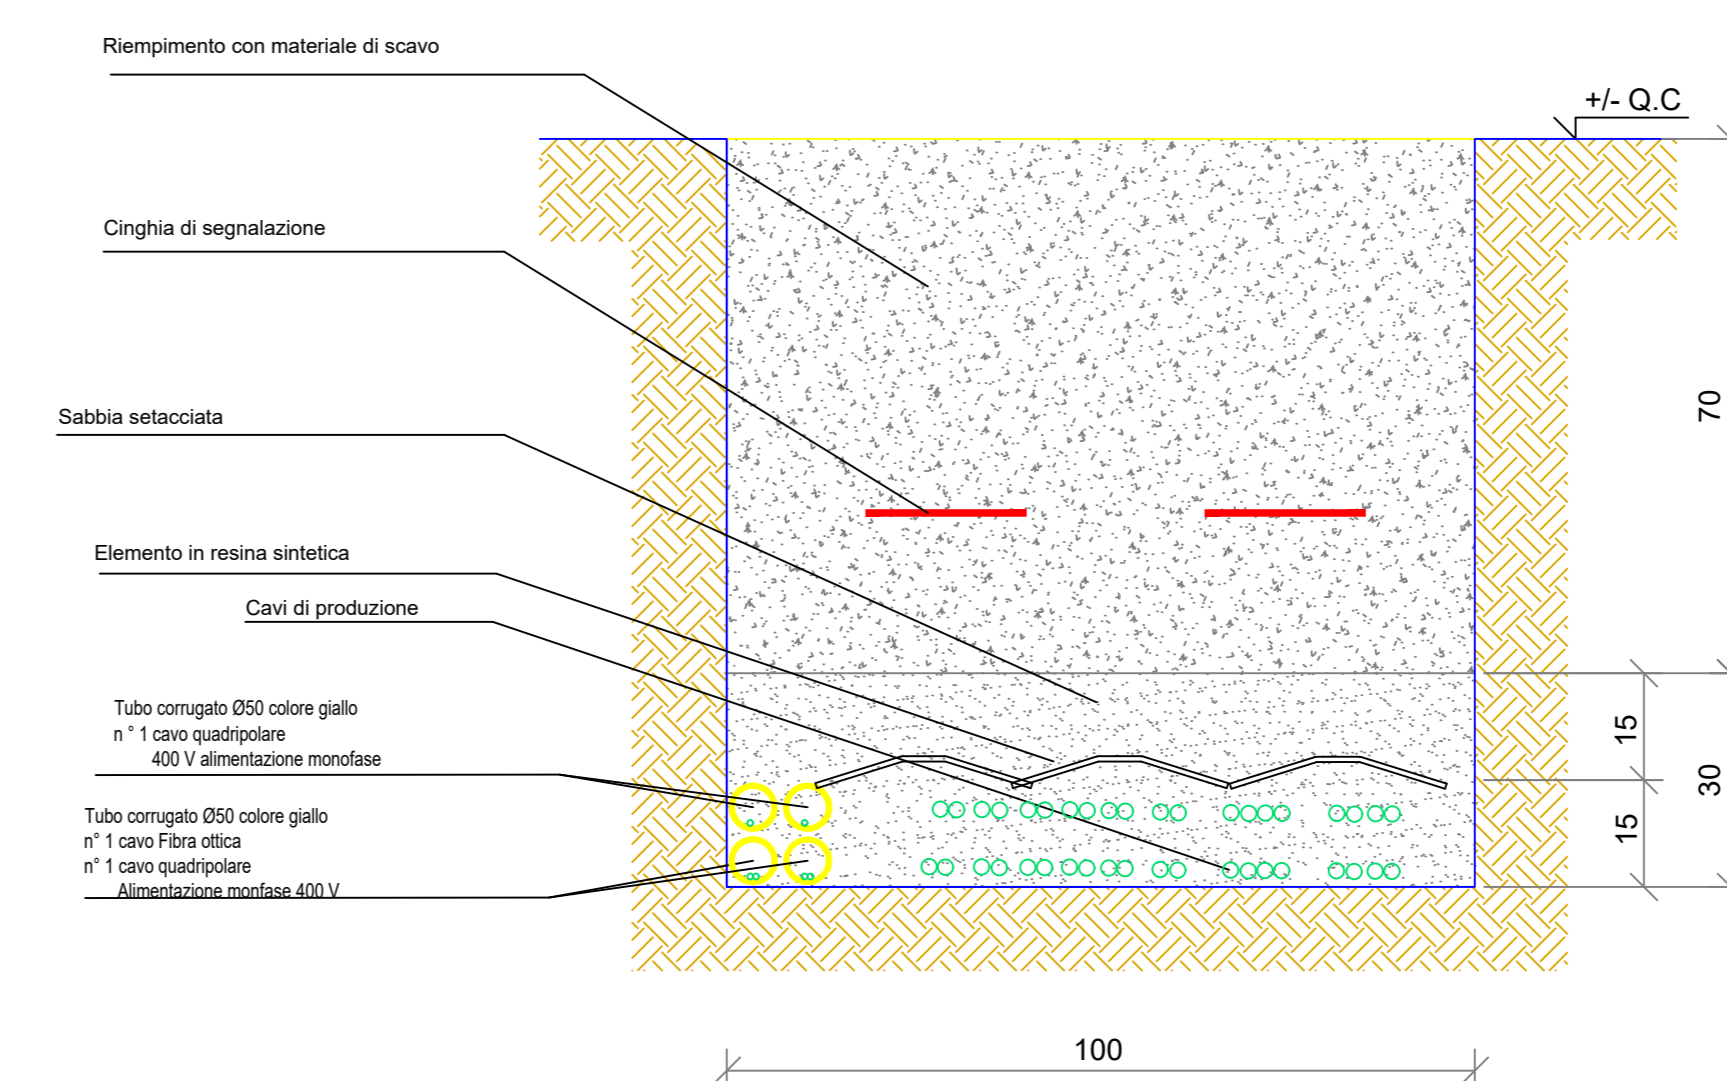 Riempimento con materiale di scavo
+/- Q.C
Cinghia di segnalazione
70
Sabbia setacciata
Elemento in resina sintetica
Cavi di produzione
Tubo corrugato Ø50 colore giallo
n ° 1 cavo quadripolare
400 V alimentazione monofase
15
30
Tubo corrugato Ø50 colore giallo
n° 1 cavo Fibra ottica
n° 1 cavo quadripolare
Alimentazione monfase 400 V
15
100